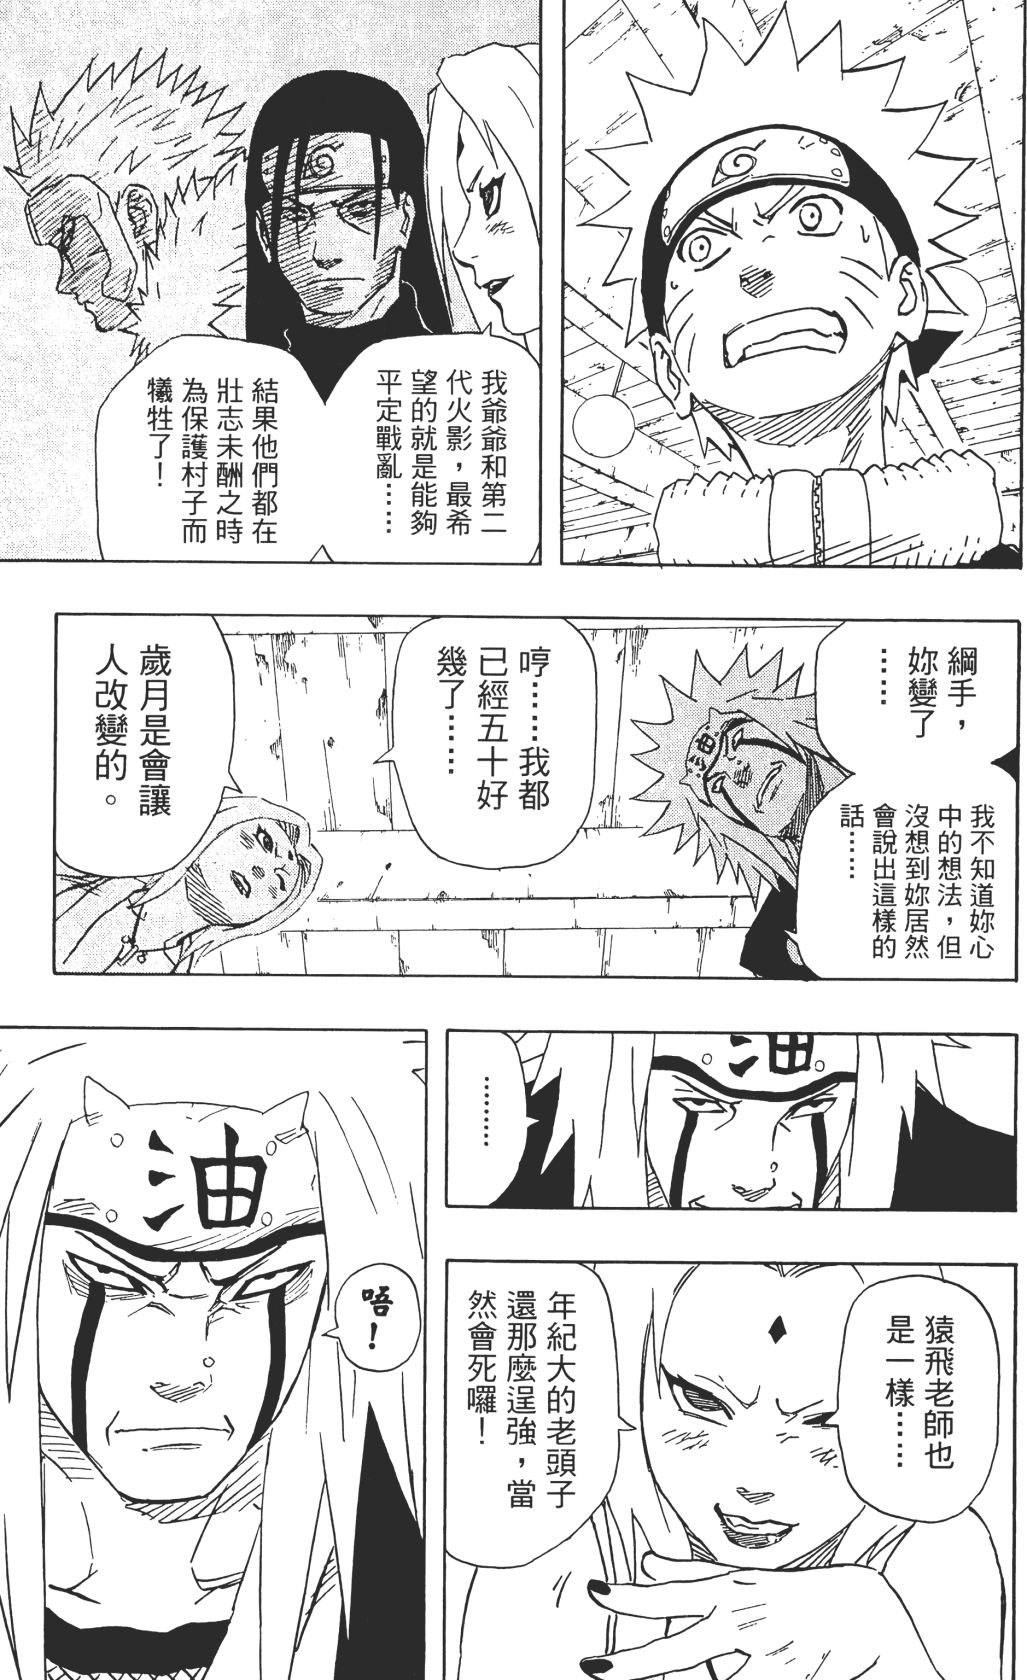 我爺爺和第二
代火影，最希
望的就是能夠
平定戰亂……
結果他們都在
壯志未酬之時
為保護村子而
犧牲了！
綱手，
妳變了
……
我不知道妳心
中的想法，但
沒想到妳居然
會說出這樣的
話……
油
哼……我都
已經五十好
幾了……
歲月是會讓
人改變的。
油
………
猿飛老師也
是一樣……
年紀大的老頭子
還那麼逞強，當
然會死囉！
油
唔！